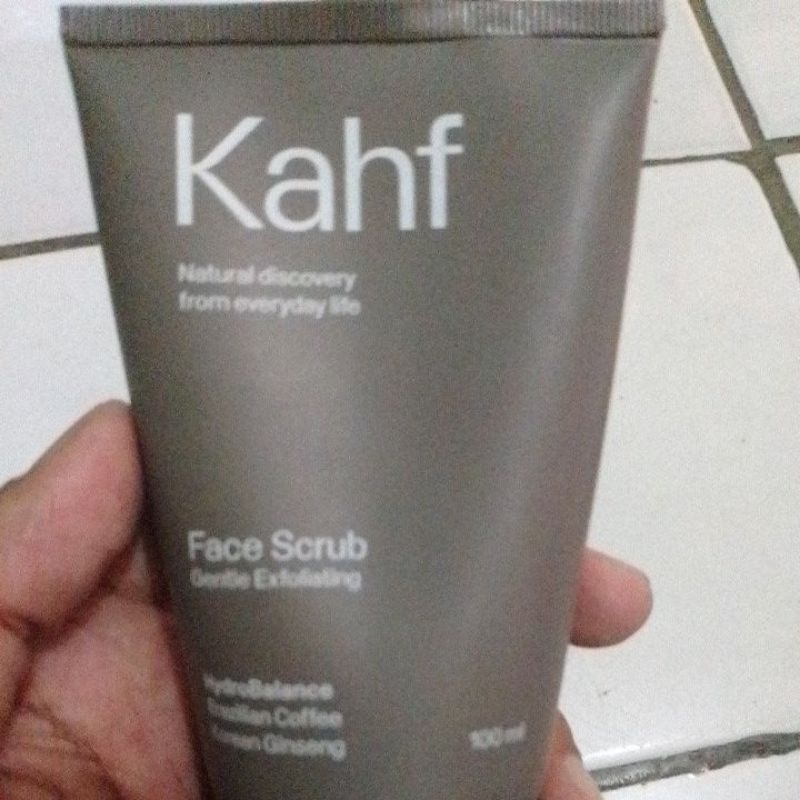 Kahf
Natural discovery
from everyday life
Face Scrub
Gentle Exfoliating
HydroBalance
Brazilian Coffee
Korean Ginseng
100 ml